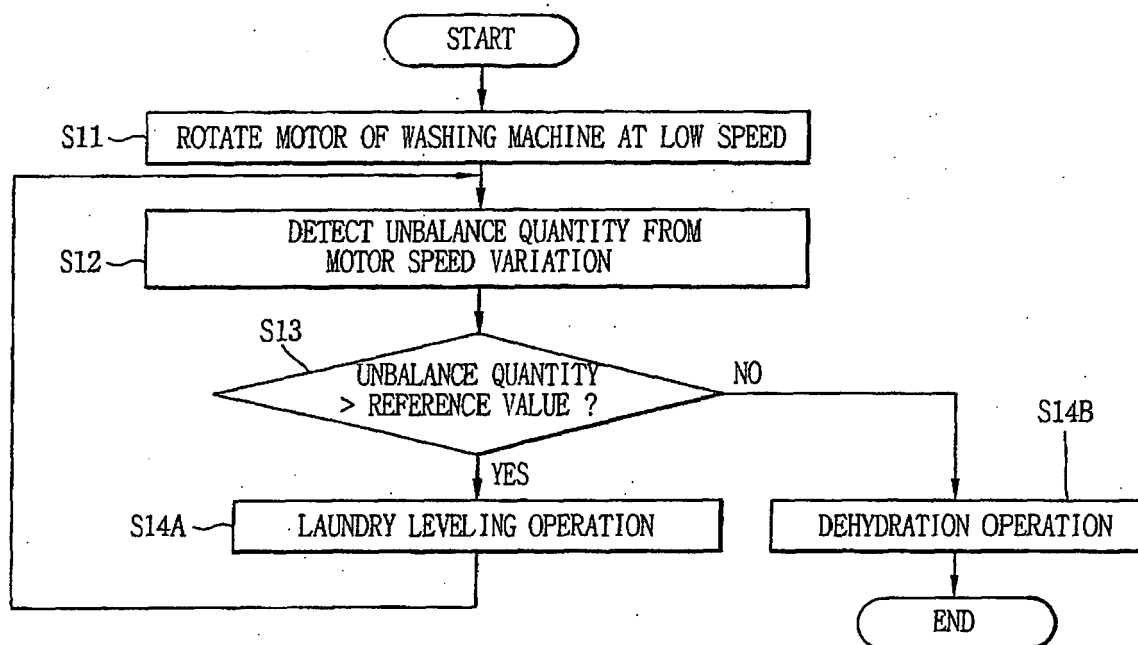 START
S11
ROTATE MOTOR OF WASHING MACHINE AT LOW SPEED
S12
DETECT UNBALANCE QUANTITY FROM
MOTOR SPEED VARIATION
S13
UNBALANCE QUANTITY
> REFERENCE VALUE ?
NO
YES
S14A
LAUNDRY LEVELING OPERATION
S14B
DEHYDRATION OPERATION
END